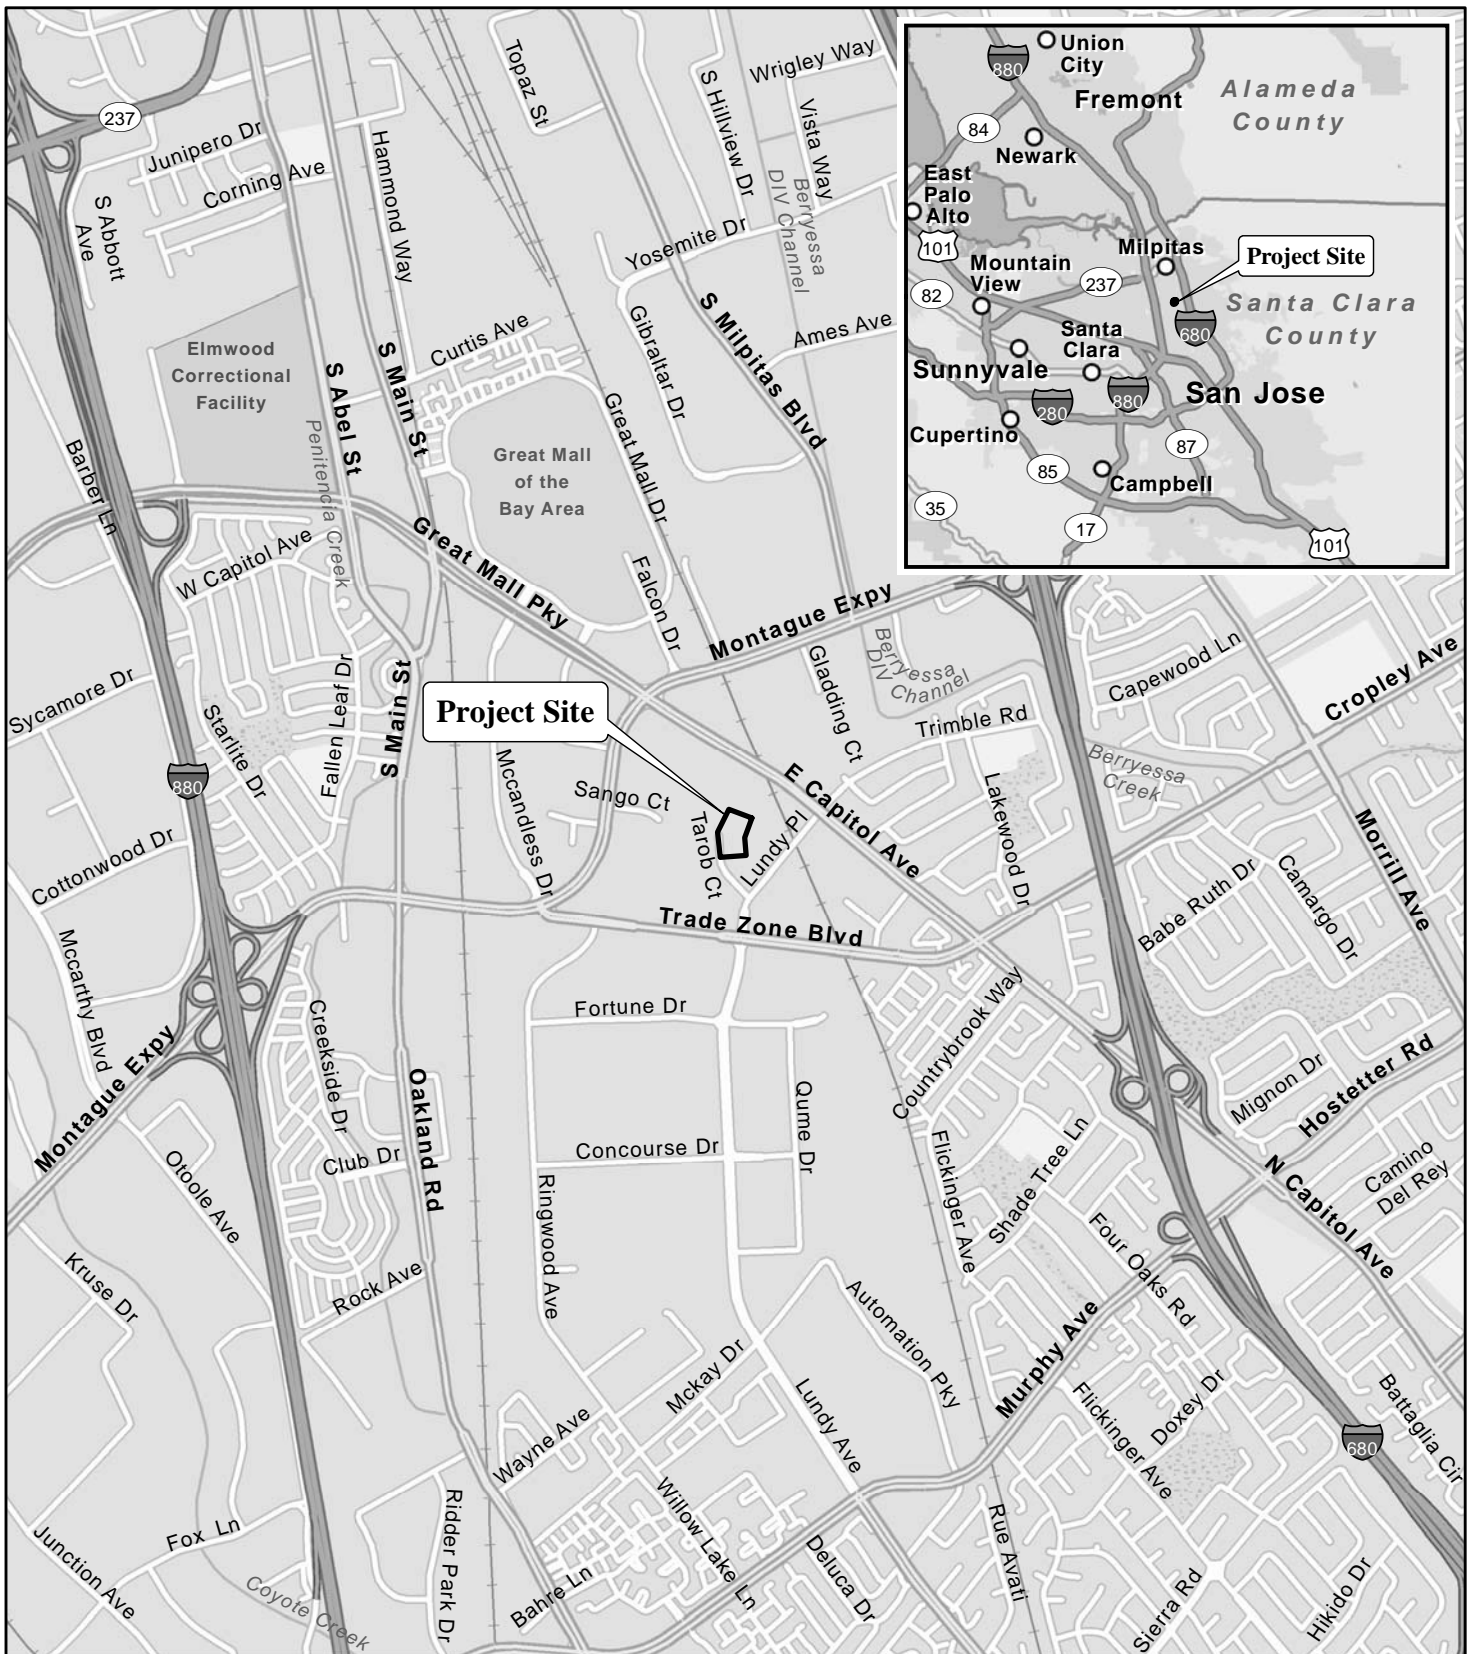 237
Junipero Dr
Corning Ave
S Abbott
Ave
Hammond Way
Topaz St
S Hillview Dr
Wrigley Way
Vista Way
Berryessa
DIV Channel
Yosemite Dr
Gibraltar Dr
S Milpitas Blvd
Ames Ave
Curtis Ave
S Main St
S Abel St
Penitencia Creek
Elmwood
Correctional
Facility
Great Mall
of the
Bay Area
Great Mall Dr
Barber Ln
W Capitol Ave
Great Mall Pky
Falcon Dr
Montague Expy
Berryessa
DIV Channel
Gladding Ct
Trimble Rd
Capewood Ln
Cropley Ave
Sycamore Dr
Starlite Dr
Fallen Leaf Dr
S Main St
Project Site
880
Mccandless Dr
Sango Ct
Tarob Ct
Lundy Pl
E Capitol Ave
Lakewood Dr
Berryessa
Creek
Morrill Ave
Cottonwood Dr
Trade Zone Blvd
Babe Ruth Dr
Camargo Dr
Mccarthy Blvd
Montague Expy
Creekside Dr
Fortune Dr
Countrybrook Way
Oakland Rd
Qume Dr
Mignon Dr
Hostetter Rd
Club Dr
Concourse Dr
Otoole Ave
Ringwood Ave
Flickinger Ave
Shade Tree Ln
Four Oaks Rd
N Capitol Ave
Camino
Del Rey
Kruse Dr
Rock Ave
Automation Pky
Murphy Ave
Mckay Dr
Lundy Ave
Flickinger Ave
Doxey Dr
Battaglia Cir
680
Wayne Ave
Willow Lake Ln
Ridder Park Dr
Fox Ln
Junction Ave
Coyote Creek
Bahre Ln
Deluca Dr
Rue Avati
Sierra Rd
Hikido Dr
Union
City
880
Fremont
Alameda
County
84
Newark
East
Palo
Alto
101
Milpitas
Project Site
Mountain
View
237
82
Santa Clara
County
Santa
Clara
680
Sunnyvale
880
280
San Jose
Cupertino
87
85
Campbell
35
17
101